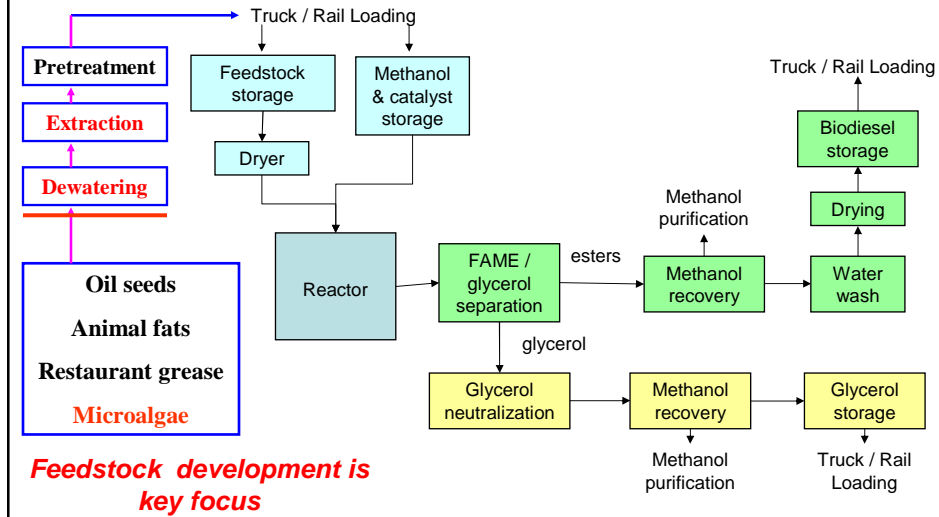 Truck / Rail Loading
Pretreatment
Extraction
Dewatering
Oil seeds
Animal fats
Restaurant grease
Microalgae
Feedstock development is
key focus
Feedstock
storage
Methanol
& catalyst
storage
Dryer
Reactor
FAME /
glycerol
separation
esters
glycerol
Methanol
purification
Methanol
recovery
Water
wash
Drying
Biodiesel
storage
Truck / Rail Loading
Glycerol
neutralization
Methanol
recovery
Glycerol
storage
Methanol
purification
Truck / Rail
Loading